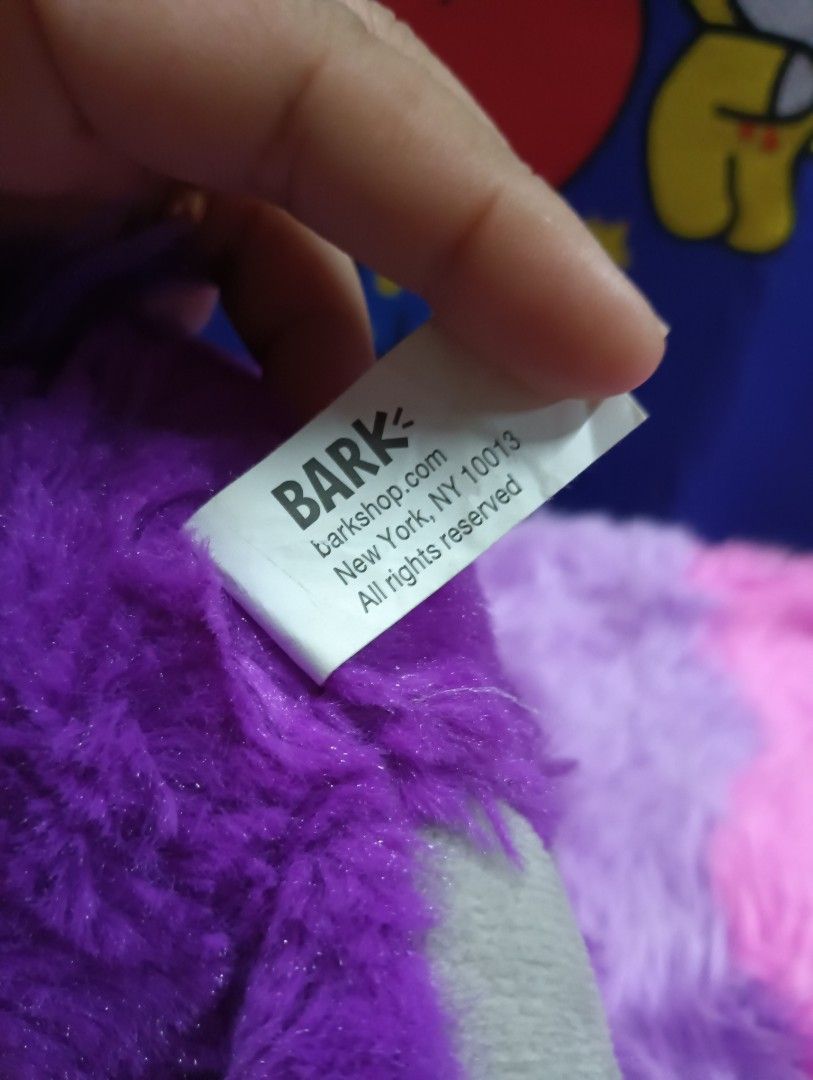 BARK
barkshop.com
New York, NY 10013
All rights reserved